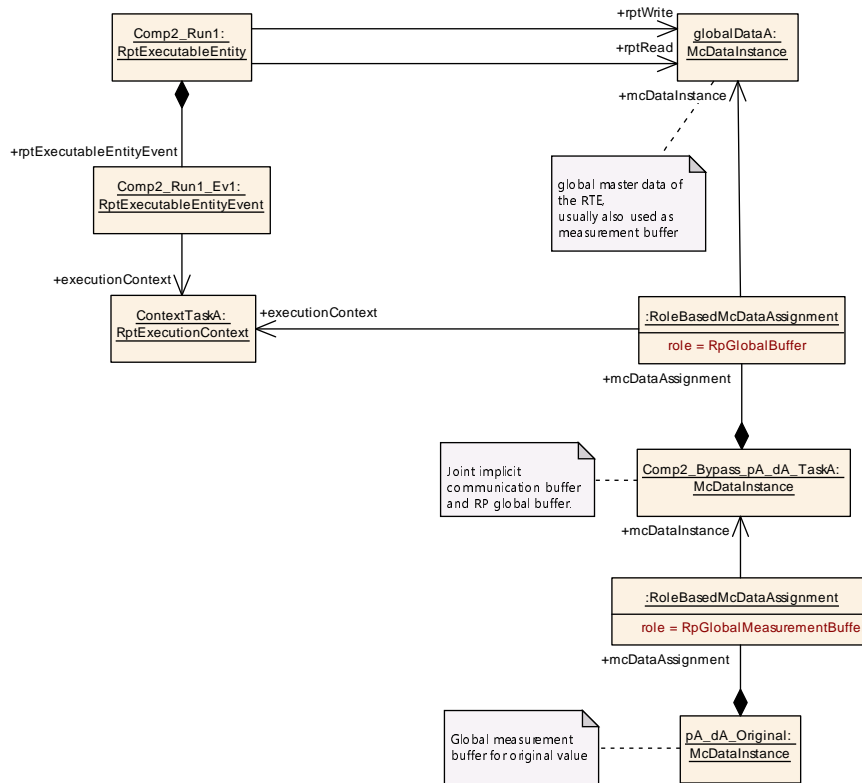 Comp2_Run1:
RptExecutableEntity
+rptWrite
globalDataA:
McDataInstance
+rptRead
+mcDataInstance
+rptExecutableEntityEvent
Comp2_Run1_Ev1:
RptExecutableEntityEvent
global master data of
the RTE,
usually also used as
measurement buffer
+executionContext
ContextTaskA:
RptExecutionContext
+executionContext
:RoleBasedMcDataAssignment
role = RpGlobalBuffer
+mcDataAssignment
Joint implicit
communication buffer
and RP global buffer.
Comp2_Bypass_pA_dA_TaskA:
McDataInstance
+mcDataInstance
:RoleBasedMcDataAssignment
role = RpGlobalMeasurementBuffe
+mcDataAssignment
Global measurement
buffer for original value
pA_dA_Original:
McDataInstance